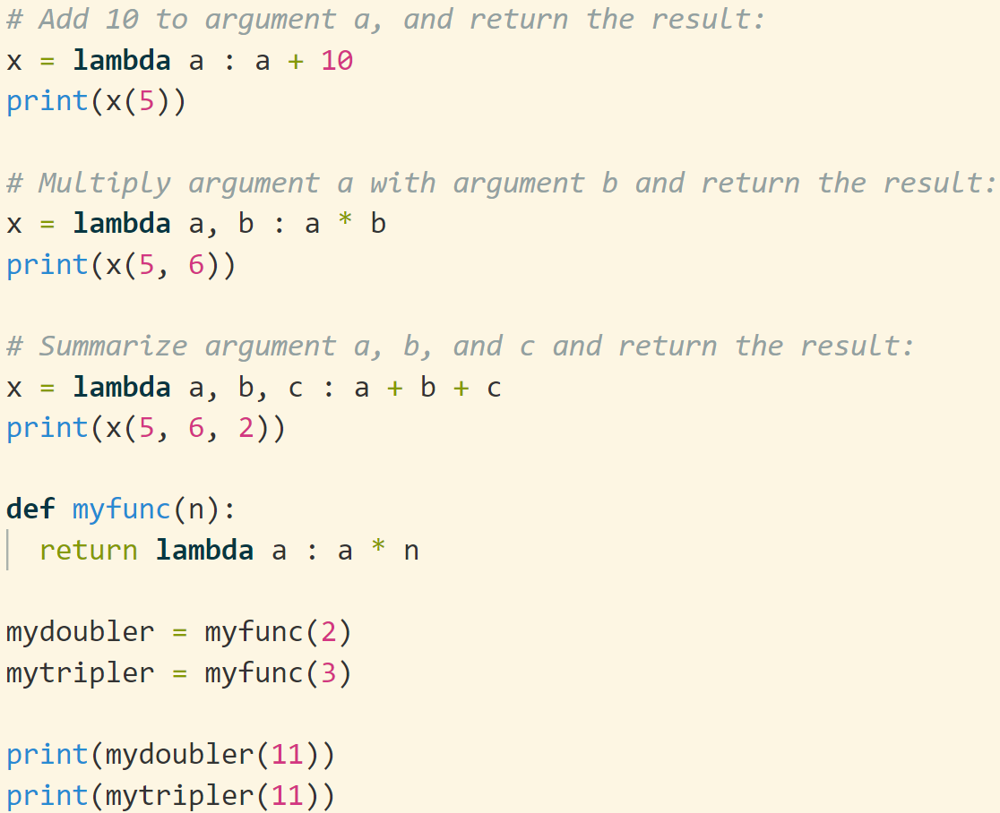 # Add 10 to argument a, and return the result:
x = lambda a : a + 10
print(x(5))

# Multiply argument a with argument b and return the result:
x = lambda a, b : a * b
print(x(5, 6))

# Summarize argument a, b, and c and return the result:
x = lambda a, b, c : a + b + c
print(x(5, 6, 2))

def myfunc(n):
  return lambda a : a * n

mydoubler = myfunc(2)
mytripler = myfunc(3)

print(mydoubler(11))
print(mytripler(11))